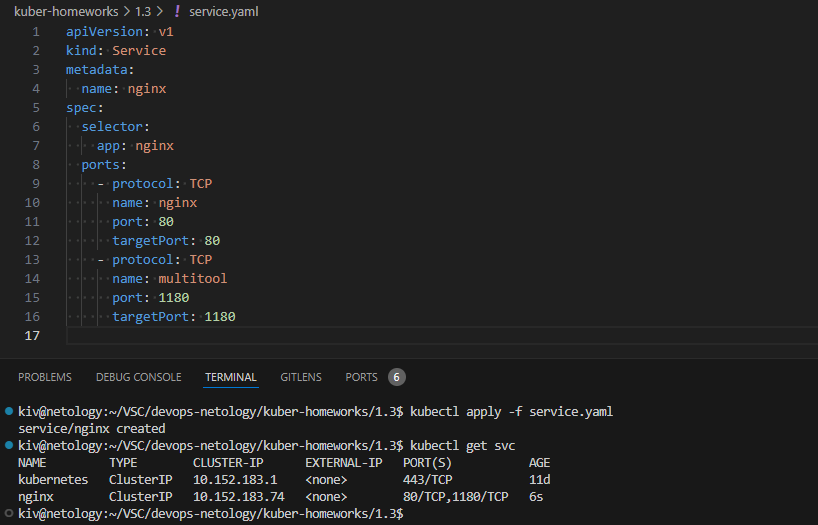 kuber-homeworks > 1.3 > ! service.yaml
1 apiVersion: v1
2 kind: Service
3 metadata:
4   name: nginx
5 spec:
6   selector:
7     app: nginx
8   ports:
9     - protocol: TCP
10       name: nginx
11       port: 80
12       targetPort: 80
13     - protocol: TCP
14       name: multitool
15       port: 1180
16       targetPort: 1180
17
PROBLEMS DEBUG CONSOLE TERMINAL GITLENS PORTS 6
kiv@netology:~/VSC/devops-netology/kuber-homeworks/1.3$ kubectl apply -f service.yaml
service/nginx created
kiv@netology:~/VSC/devops-netology/kuber-homeworks/1.3$ kubectl get svc
NAME         TYPE        CLUSTER-IP      EXTERNAL-IP   PORT(S)           AGE
kubernetes   ClusterIP   10.152.183.1    <none>        443/TCP           11d
nginx        ClusterIP   10.152.183.74   <none>        80/TCP,1180/TCP   6s
kiv@netology:~/VSC/devops-netology/kuber-homeworks/1.3$